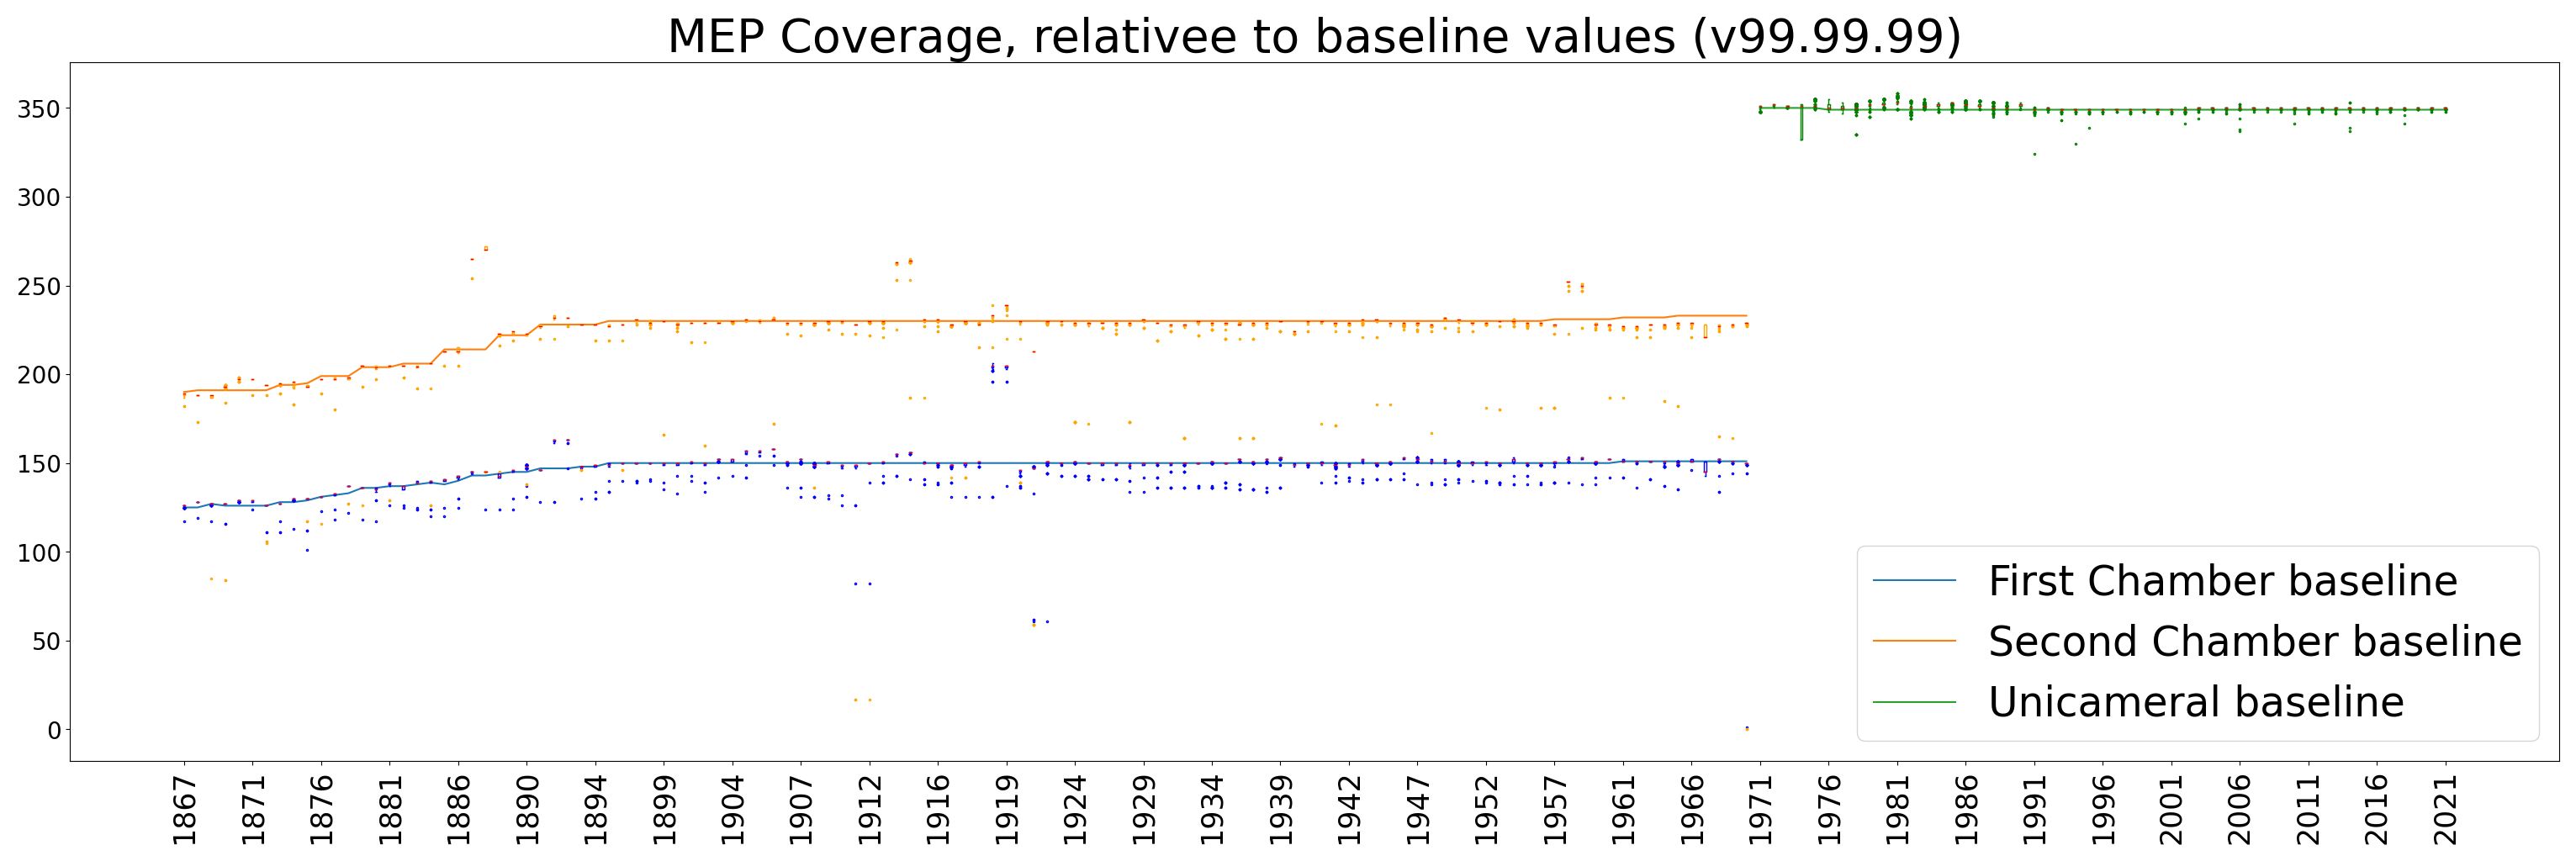 MEP Coverage, relativee to baseline values (v99.99.99)
350
300
250
200
150
100
50
0
First Chamber baseline
Second Chamber baseline
Unicameral baseline
1867 1871 1876 1881 1886 1890 1894 1899 1904 1907 1912 1916 1919 1924 1929 1934 1939 1942 1947 1952 1957 1961 1966 1971 1976 1981 1986 1991 1996 2001 2006 2011 2016 2021